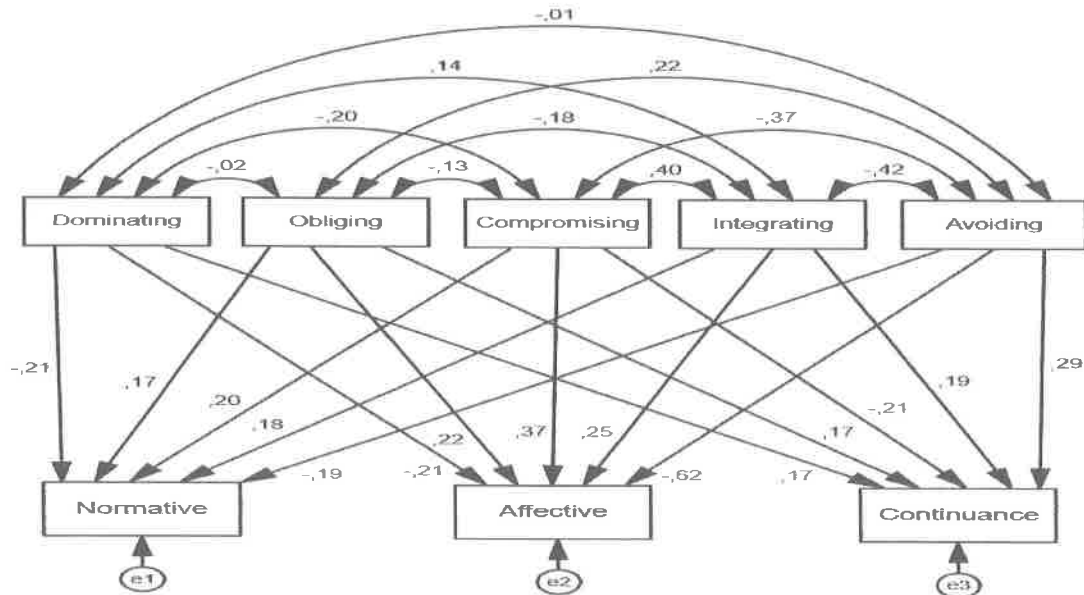 -,01
,14 ,22
-,20 -,18 -,37
-,02 -,13 ,40 -,42
Dominating Obliging Compromising Integrating Avoiding
-,21 ,17 ,20 ,18 -,19 -,21 ,22 ,37 ,25 -,62 ,17 ,17 -,21 ,19 ,29
Normative Affective Continuance
e1 e2 e3